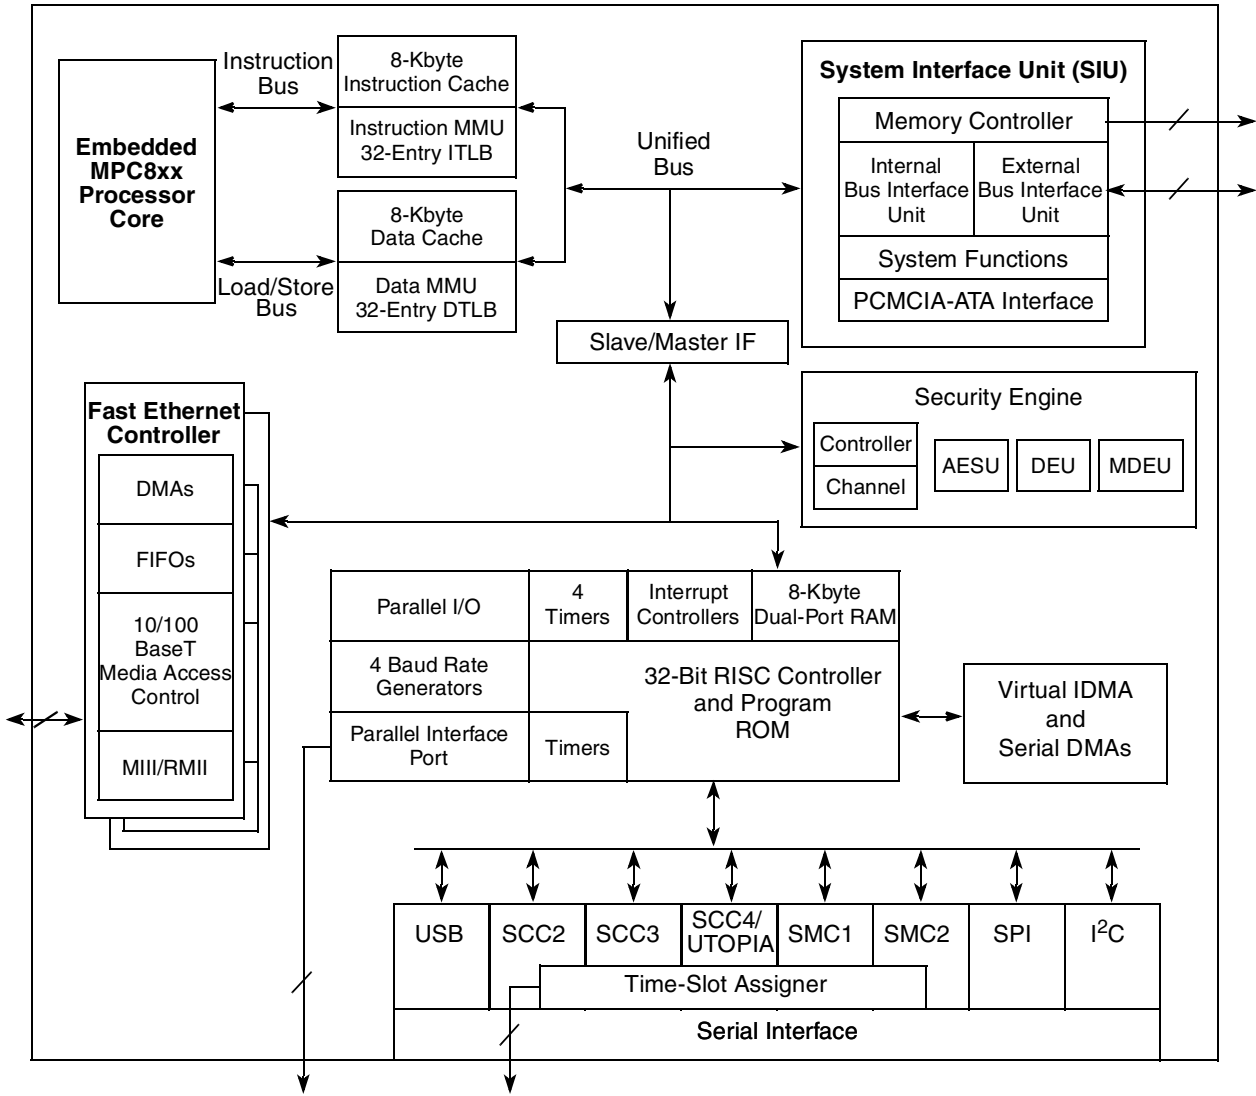 Instruction
Bus
8-Kbyte
Instruction Cache
Instruction MMU
32-Entry ITLB
Embedded
MPC8xx
Processor
Core
8-Kbyte
Data Cache
Data MMU
32-Entry DTLB
Load/Store
Bus
Unified
Bus
System Interface Unit (SIU)
Memory Controller
Internal
Bus Interface
Unit
External
Bus Interface
Unit
System Functions
PCMCIA-ATA Interface
Slave/Master IF
Security Engine
Controller
Channel
AESU
DEU
MDEU
Fast Ethernet
Controller
DMAs
FIFOs
10/100
BaseT
Media Access
Control
MIII/RMII
Parallel I/O
4
Timers
Interrupt
Controllers
8-Kbyte
Dual-Port RAM
4 Baud Rate
Generators
32-Bit RISC Controller
and Program
ROM
Parallel Interface
Port
Timers
Virtual IDMA
and
Serial DMAs
USB
SCC2
SCC3
SCC4/
UTOPIA
SMC1
SMC2
SPI
I²C
Time-Slot Assigner
Serial Interface